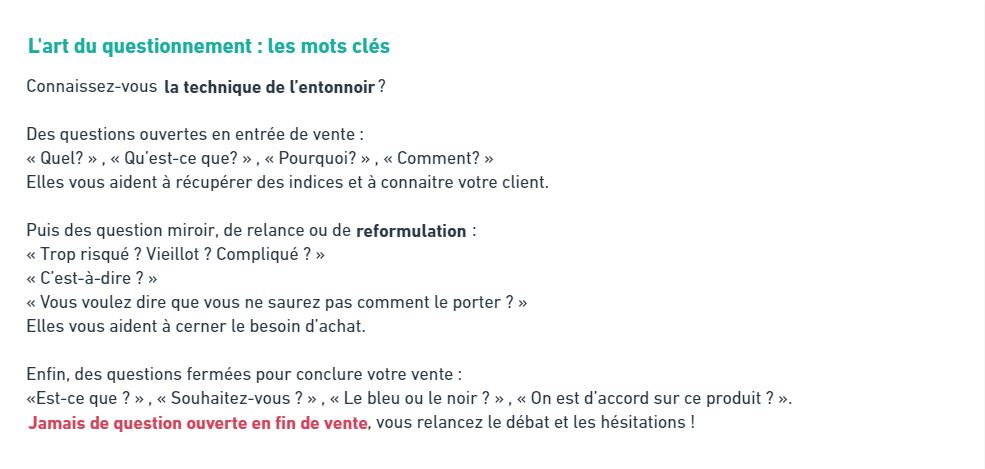 L'art du questionnement : les mots clés
Connaissez-vous la technique de l'entonnoir ?
Des questions ouvertes en entrée de vente :
« Quel? » , « Qu'est-ce que? » , « Pourquoi? » , « Comment? »
Elles vous aident à récupérer des indices et à connaitre votre client.
Puis des question miroir, de relance ou de reformulation :
« Trop risqué ? Vieillot ? Compliqué ? »
« C'est-à-dire ? »
« Vous voulez dire que vous ne saurez pas comment le porter ? »
Elles vous aident à cerner le besoin d'achat.
Enfin, des questions fermées pour conclure votre vente :
«Est-ce que ? » , « Souhaitez-vous ? » , « Le bleu ou le noir ? » , « On est d'accord sur ce produit ? ».
Jamais de question ouverte en fin de vente, vous relancez le débat et les hésitations !